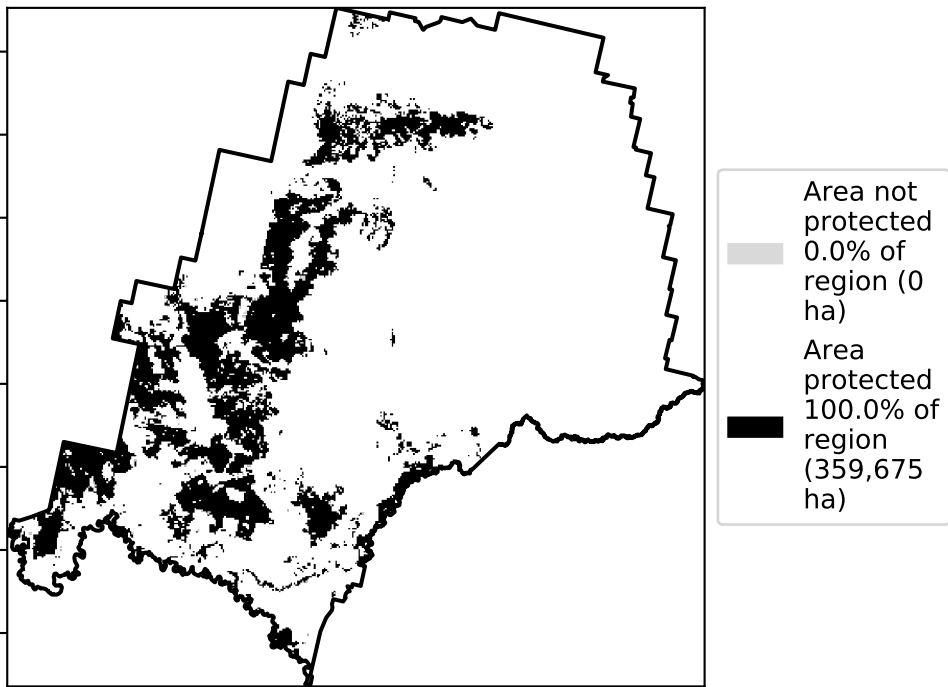 Area not
protected
0.0% of
region (0
ha)
Area
protected
100.0% of
region
(359,675
ha)